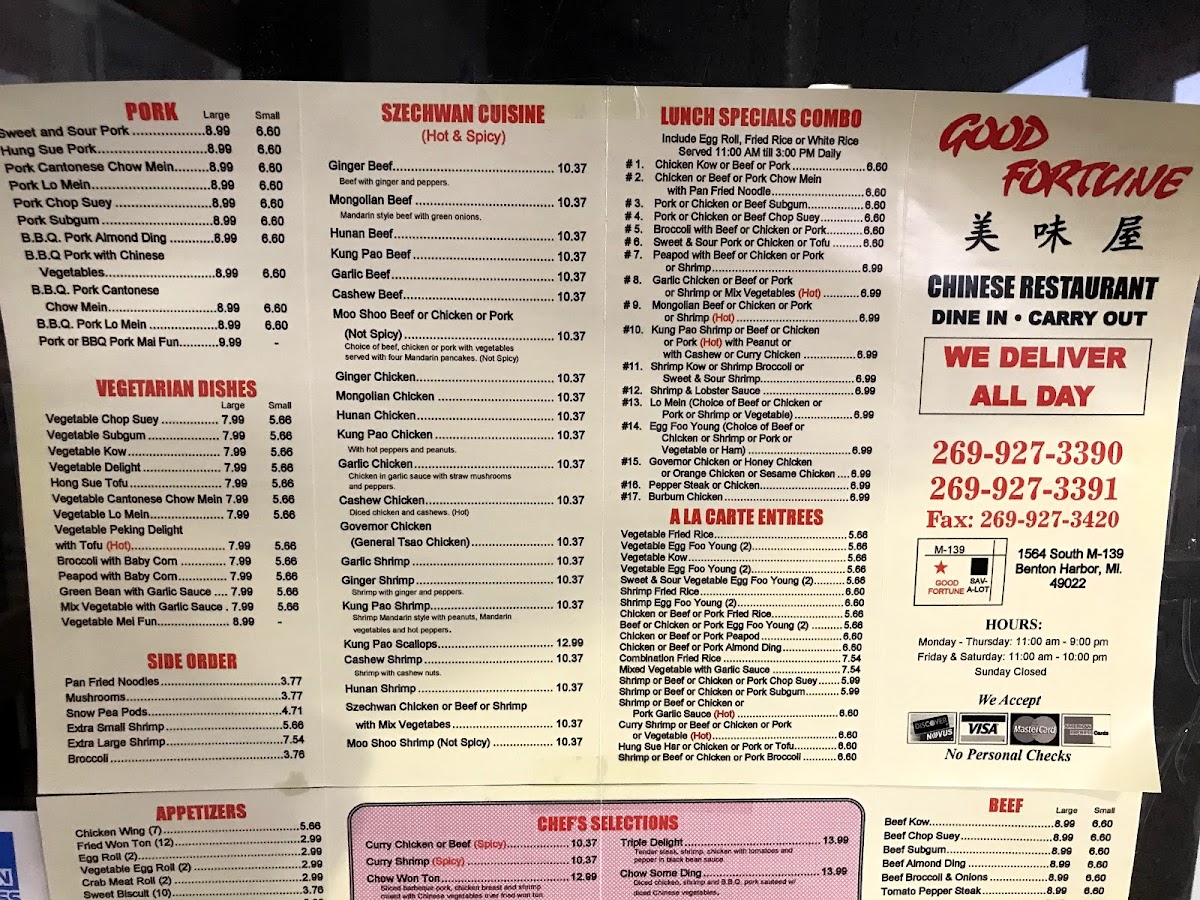 PORK Large Small
Sweet and Sour Pork 8.99 6.60
Hung Sue Pork 8.99 6.60
Pork Cantonese Chow Mein 8.99 6.60
Pork Lo Mein 8.99 6.60
Pork Chop Suey 8.99 6.60
Pork Subgum 8.99 6.60
B.B.Q. Pork Almond Ding 8.99 6.60
B.B.Q Pork with Chinese
Vegetables 8.99 6.60
B.B.Q. Pork Cantonese
Chow Mein 8.99 6.60
B.B.Q. Pork Lo Mein 8.99 6.60
Pork or BBQ Pork Mai Fun 9.99 -
VEGETARIAN DISHES
Large Small
Vegetable Chop Suey 7.99 5.66
Vegetable Subgum 7.99 5.66
Vegetable Kow 7.99 5.66
Vegetable Delight 7.99 5.66
Hong Sue Tofu 7.99 5.66
Vegetable Cantonese Chow Mein 7.99 5.66
Vegetable Lo Mein 7.99 5.66
Vegetable Peking Delight
with Tofu (Hot) 7.99 5.66
Broccoli with Baby Corn 7.99 5.66
Peapod with Baby Corn 7.99 5.66
Green Bean with Garlic Sauce 7.99 5.66
Mix Vegetable with Garlic Sauce 7.99 5.66
Vegetable Mei Fun 8.99 -
SIDE ORDER
Pan Fried Noodles 3.77
Mushrooms 3.77
Snow Pea Pods 4.71
Extra Small Shrimp 5.66
Extra Large Shrimp 7.54
Broccoli 3.76
SZECHWAN CUISINE
(Hot & Spicy)
Ginger Beef 10.37
Beef with ginger and peppers.
Mongolian Beef 10.37
Mandarin style beef with green onions.
Hunan Beef 10.37
Kung Pao Beef 10.37
Garlic Beef 10.37
Cashew Beef 10.37
Moo Shoo Beef or Chicken or Pork
(Not Spicy) 10.37
Choice of beef, chicken or pork with vegetables
served with four Mandarin pancakes. (Not Spicy)
Ginger Chicken 10.37
Mongolian Chicken 10.37
Hunan Chicken 10.37
Kung Pao Chicken 10.37
With hot peppers and peanuts.
Garlic Chicken 10.37
Chicken in garlic sauce with straw mushrooms
and peppers.
Cashew Chicken 10.37
Diced chicken and cashews. (Hot)
Governor Chicken
(General Tsao Chicken) 10.37
Garlic Shrimp 10.37
Ginger Shrimp 10.37
Shrimp with ginger and peppers.
Kung Pao Shrimp 10.37
Shrimp Mandarin style with peanuts, Mandarin
vegetables and hot peppers.
Kung Pao Scallops 12.99
Cashew Shrimp 10.37
Shrimp with cashew nuts.
Hunan Shrimp 10.37
Szechwan Chicken or Beef or Shrimp
with Mix Vegetabes 10.37
Moo Shoo Shrimp (Not Spicy) 10.37
LUNCH SPECIALS COMBO
Include Egg Roll, Fried Rice or White Rice
Served 11:00 AM till 3:00 PM Daily
# 1. Chicken Kow or Beef or Pork 6.60
# 2. Chicken or Beef or Pork Chow Mein
with Pan Fried Noodle 6.60
# 3. Pork or Chicken or Beef Subgum 6.60
# 4. Pork or Chicken or Beef Chop Suey 6.60
# 5. Broccoli with Beef or Chicken or Pork 6.60
# 6. Sweet & Sour Pork or Chicken or Tofu 6.60
# 7. Peapod with Beef or Chicken or Pork
or Shrimp 6.99
# 8. Garlic Chicken or Beef or Pork
or Shrimp or Mix Vegetables (Hot) 6.99
# 9. Mongolian Beef or Chicken or Pork
or Shrimp (Hot) 6.99
#10. Kung Pao Shrimp or Beef or Chicken
or Pork (Hot) with Peanut or
with Cashew or Curry Chicken 6.99
#11. Shrimp Kow or Shrimp Broccoli or
Sweet & Sour Shrimp 6.99
#12. Shrimp & Lobster Sauce 6.99
#13. Lo Mein (Choice of Beef or Chicken or
Pork or Shrimp or Vegetable) 6.99
#14. Egg Foo Young (Choice of Beef or
Chicken or Shrimp or Pork or
Vegetable or Ham) 6.99
#15. Governor Chicken or Honey Chicken
or Orange Chicken or Sesame Chicken 6.99
#16. Pepper Steak or Chicken 6.99
#17. Burbum Chicken 6.99
A LA CARTE ENTREES
Vegetable Fried Rice 5.66
Vegetable Egg Foo Young (2) 5.66
Vegetable Kow 5.66
Vegetable Egg Foo Young (2) 5.66
Sweet & Sour Vegetable Egg Foo Young (2) 5.66
Shrimp Fried Rice 6.60
Shrimp Egg Foo Young (2) 6.60
Chicken or Beef or Pork Fried Rice 5.66
Beef or Chicken or Pork Egg Foo Young (2) 5.66
Chicken or Beef or Pork Peapod 6.60
Chicken or Beef or Pork Almond Ding 6.60
Combination Fried Rice 7.54
Mixed Vegetable with Garlic Sauce 7.54
Shrimp or Beef or Chicken or Pork Chop Suey 5.99
Shrimp or Beef or Chicken or Pork Subgum 5.99
Shrimp or Beef or Chicken or
Pork Garlic Sauce (Hot) 6.60
Curry Shrimp or Beef or Chicken or Pork
or Vegetable (Hot) 6.60
Hung Sue Har or Chicken or Pork or Tofu 6.60
Shrimp or Beef or Chicken or Pork Broccoli 6.60
GOOD
FORTUNE
美味屋
CHINESE RESTAURANT
DINE IN • CARRY OUT
WE DELIVER
ALL DAY
269-927-3390
269-927-3391
Fax: 269-927-3420
M-139
GOOD FORTUNE
SAV-A-LOT
1564 South M-139
Benton Harbor, MI.
49022
HOURS:
Monday - Thursday: 11:00 am - 9:00 pm
Friday & Saturday: 11:00 am - 10:00 pm
Sunday Closed
We Accept
DISCOVER NOVUS
VISA
MasterCard
AMERICAN EXPRESS Cards
No Personal Checks
APPETIZERS
Chicken Wing (7) 5.66
Fried Won Ton (12) 2.99
Egg Roll (2) 2.99
Vegetable Egg Roll (2) 2.99
Crab Meat Roll (2) 2.99
Sweet Biscuit (10) 3.76
CHEF'S SELECTIONS
Curry Chicken or Beef (Spicy) 10.37
Curry Shrimp (Spicy) 10.37
Chow Won Ton 12.99
Sliced barbeque pork, chicken breast and shrimp
mixed with Chinese vegetables over fried won ton.
Triple Delight 13.99
Tender steak, shrimp, chicken with tomatoes and
pepper in black bean sauce.
Chow Some Ding 13.99
Diced chicken, shrimp and B.B.Q. pork sauteed w/
diced Chinese vegetables.
BEEF Large Small
Beef Kow 8.99 6.60
Beef Chop Suey 8.99 6.60
Beef Subgum 8.99 6.60
Beef Almond Ding 8.99 6.60
Beef Broccoli & Onions 8.99 6.60
Tomato Pepper Steak 8.99 6.60